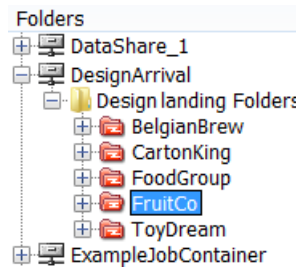 Folders
DataShare_1
DesignArrival
Design landing Folders
BelgianBrew
CartonKing
FoodGroup
FruitCo
ToyDream
ExampleJobContainer